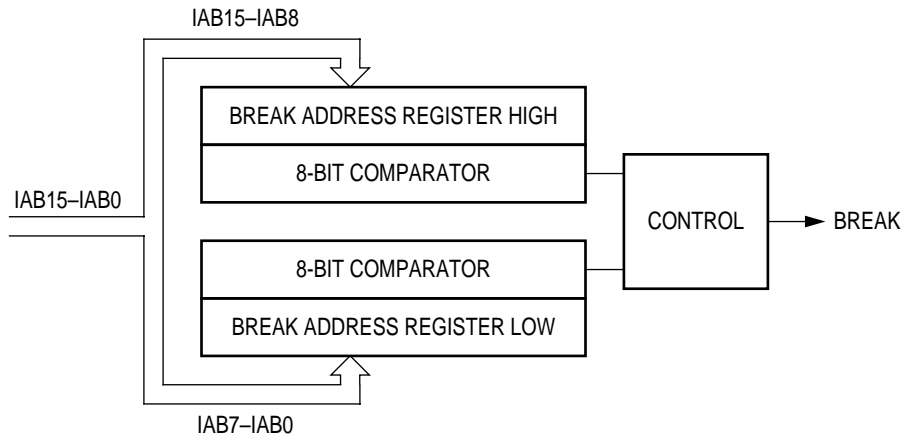 IAB15–IAB8
BREAK ADDRESS REGISTER HIGH
8-BIT COMPARATOR
IAB15–IAB0
CONTROL
BREAK
8-BIT COMPARATOR
BREAK ADDRESS REGISTER LOW
IAB7–IAB0